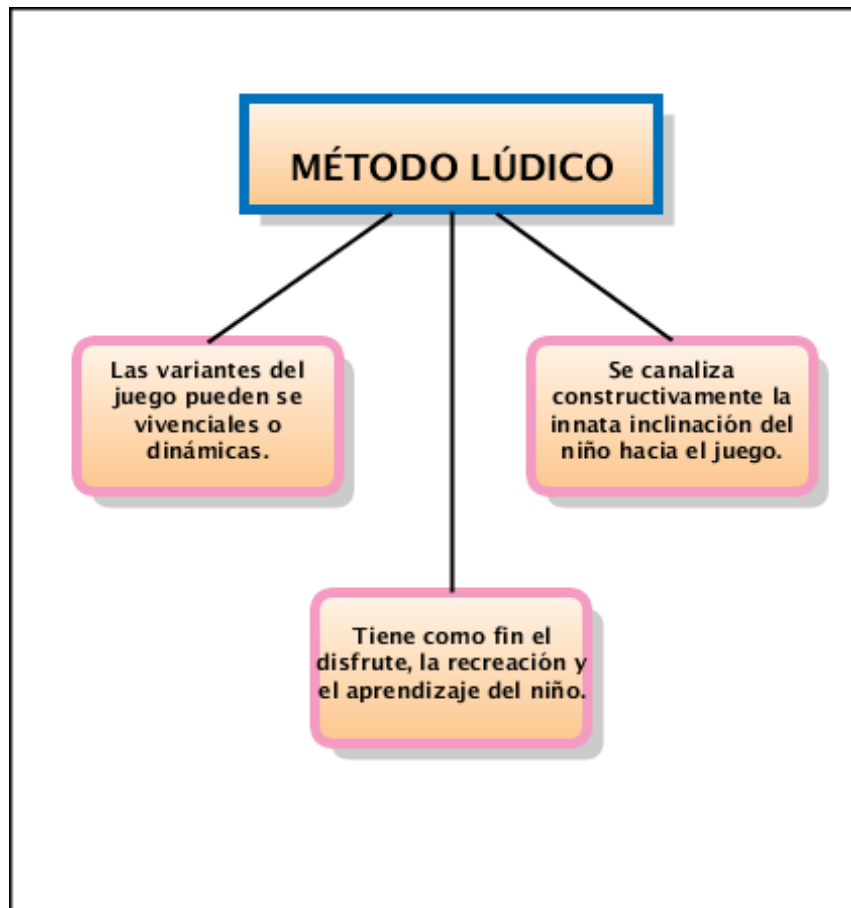 MÉTODO LÚDICO
Las variantes del
juego pueden se
vivenciales o
dinámicas.
Se canaliza
constructivamente la
innata inclinación del
niño hacia el juego.
Tiene como fin el
disfrute, la recreación y
el aprendizaje del niño.